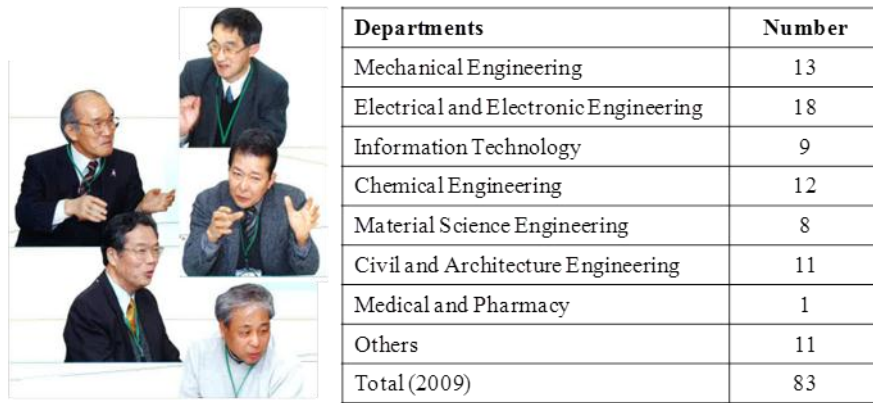 Departments Number
Mechanical Engineering 13
Electrical and Electronic Engineering 18
Information Technology 9
Chemical Engineering 12
Material Science Engineering 8
Civil and Architecture Engineering 11
Medical and Pharmacy 1
Others 11
Total (2009) 83